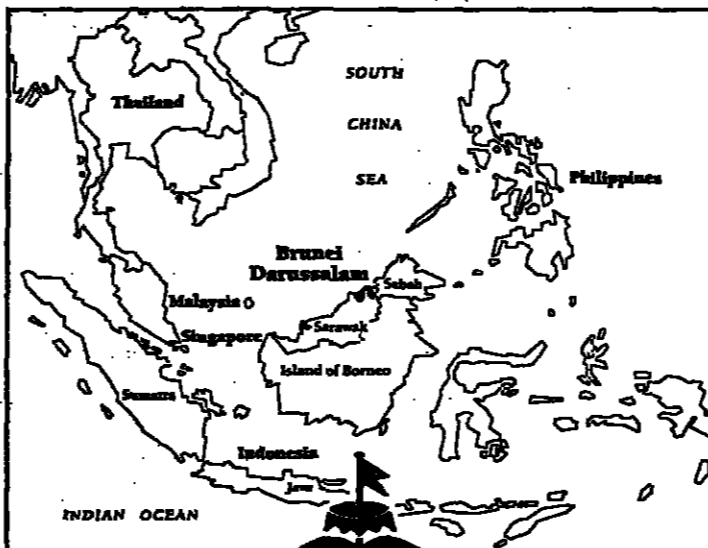 SOUTH
CHINA
SEA
Thailand
Philippines
Brunei
Darussalam
Sabah
Malaysia
Singapore
Sarawak
Island of Borneo
Sumatra
Indonesia
Java
INDIAN OCEAN